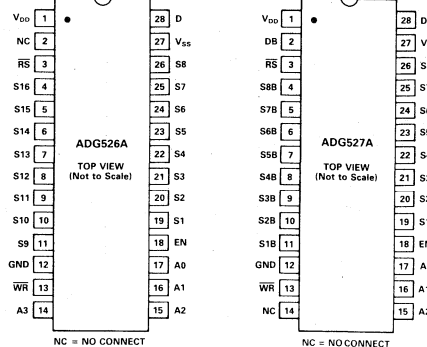 VDD 1 28 D
NC 2 27 VSS
RS 3 26 S8
S16 4 25 S7
S15 5 24 S6
S14 6 23 S5
ADG526A
S13 7 22 S4
TOP VIEW
(Not to Scale)
S12 8 21 S3
S11 9 20 S2
S10 10 19 S1
S9 11 18 EN
GND 12 17 A0
WR 13 16 A1
A3 14 15 A2
NC = NO CONNECT
VDD 1 28
DB 2 27
RS 3 26
S8B 4 25
S7B 5 24
S6B 6 23
ADG527A
S5B 7 22
TOP VIEW
(Not to Scale)
S4B 8 21
S3B 9 20
S2B 10 19
S1B 11 18
GND 12 17
WR 13 16
NC 14 15
NC = NO CONNECT